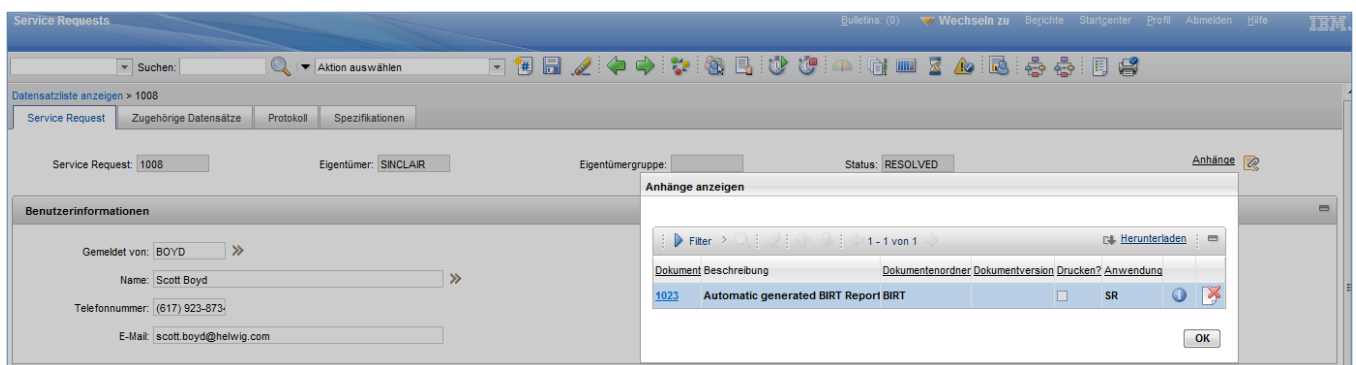 Service Requests Bulletins: (0) Wechseln zu Berichte Startcenter Profil Abmelden Hilfe IBM.
Suchen: Aktion auswählen
Datensatzliste anzeigen > 1008
Service Request Zugehörige Datensätze Protokoll Spezifikationen
Service Request: 1008 Eigentümer: SINCLAIR Eigentümergruppe: Status: RESOLVED Anhänge
Anhänge anzeigen
Benutzerinformationen
Filter > 1 - 1 von 1 Herunterladen
Gemeldet von: BOYD
Dokument Beschreibung Dokumentenordner Dokumentversion Drucken? Anwendung
Name: Scott Boyd
1023 Automatic generated BIRT Report BIRT SR
Telefonnummer: (617) 923-873
E-Mail: scott.boyd@helwig.com
OK